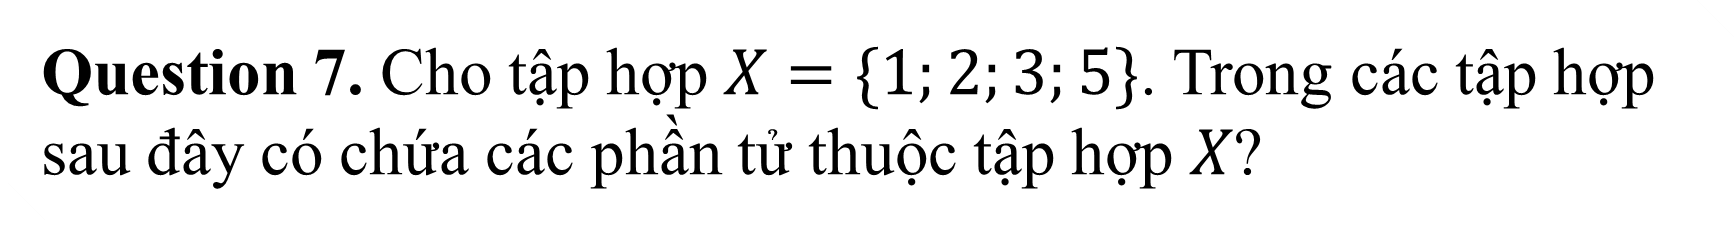 Question 7. Cho tập hợp X = {1; 2; 3; 5}. Trong các tập hợp
sau đây có chứa các phần tử thuộc tập hợp X?